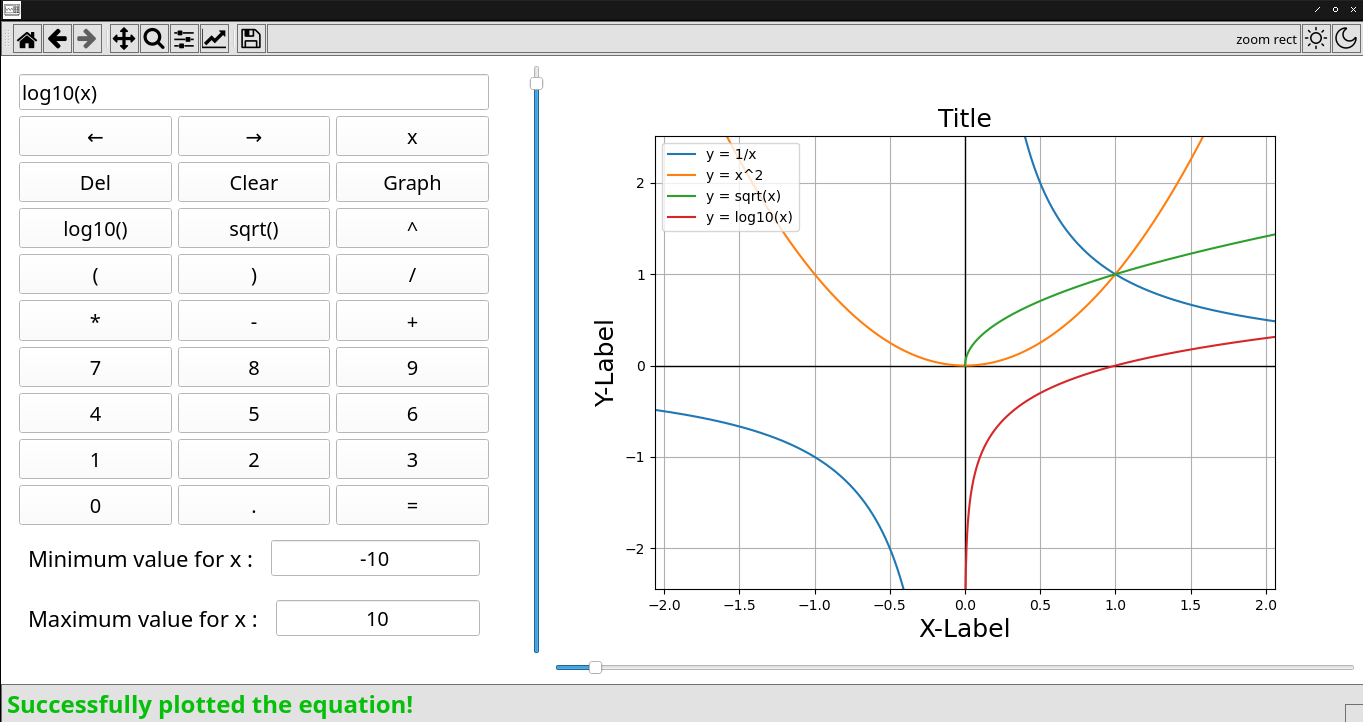 zoom rect
log10(x)
← → x
Del Clear Graph
log10() sqrt() ^
( ) /
* - +
7 8 9
4 5 6
1 2 3
0 . =
Minimum value for x : -10
Maximum value for x : 10
Title
y = 1/x
y = x^2
y = sqrt(x)
y = log10(x)
2
1
0
−1
−2
Y-Label
−2.0 −1.5 −1.0 −0.5 0.0 0.5 1.0 1.5 2.0
X-Label
Successfully plotted the equation!